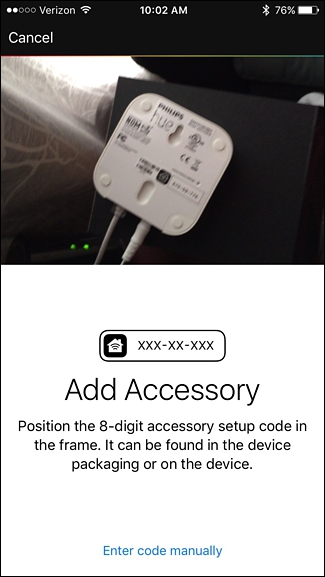 Verizon 10:02 AM 76%
Cancel
PHILIPS
hue
Add Accessory
XXX-XX-XXX
Position the 8-digit accessory setup code in
the frame. It can be found in the device
packaging or on the device.
Enter code manually